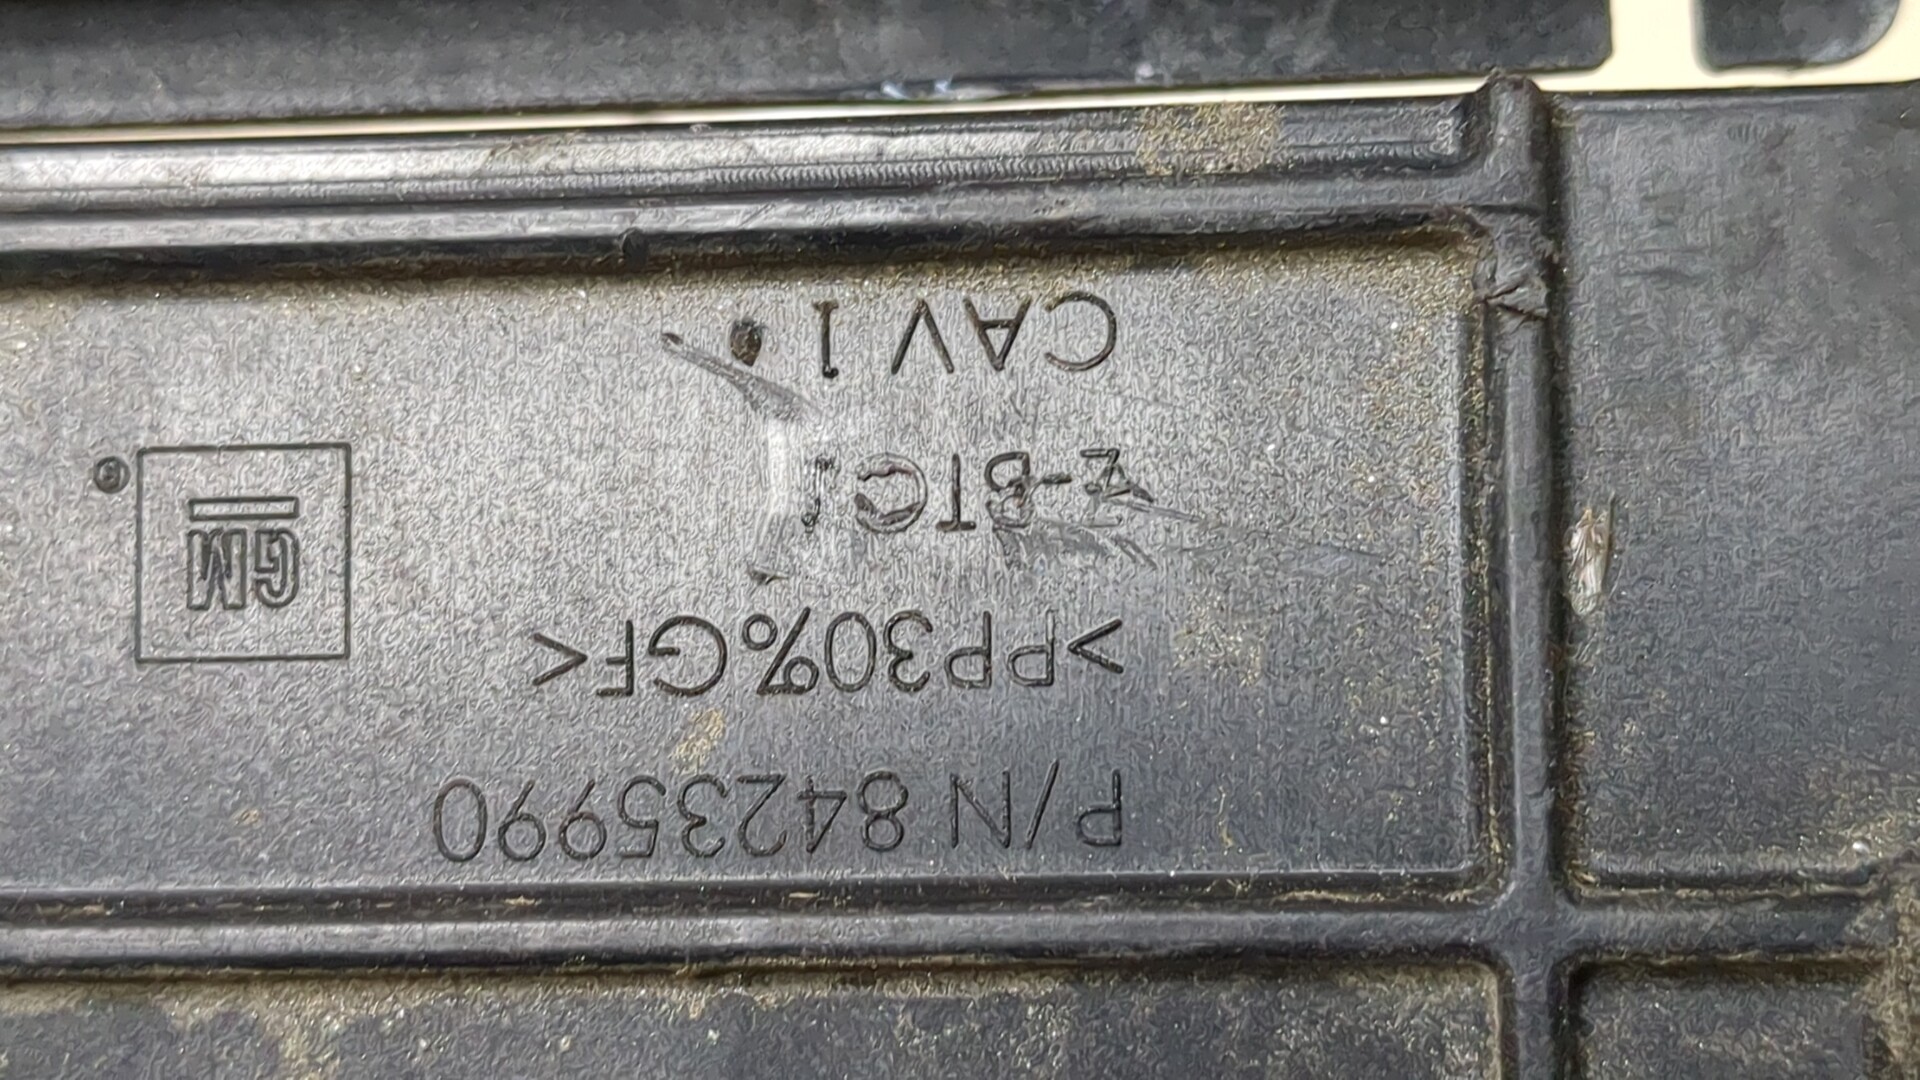 P/N 84235990
>PP30%GF<
CAV 1
GM